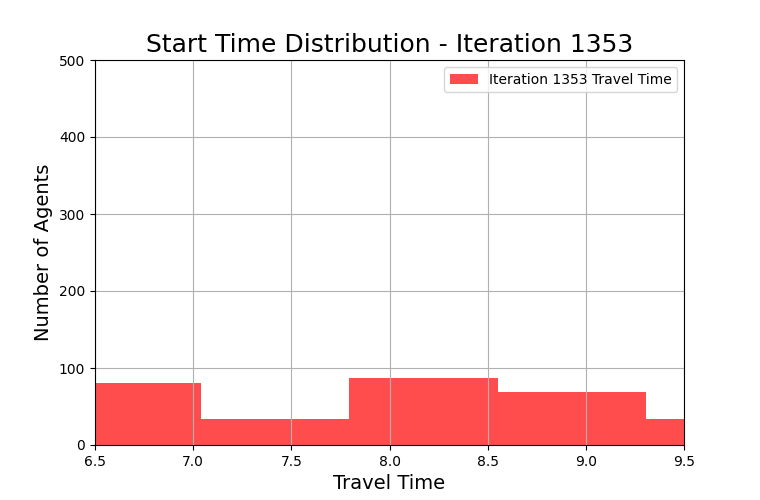 Start Time Distribution - Iteration 1353
Iteration 1353 Travel Time
Number of Agents
500
400
300
200
100
0
6.5 7.0 7.5 8.0 8.5 9.0 9.5
Travel Time